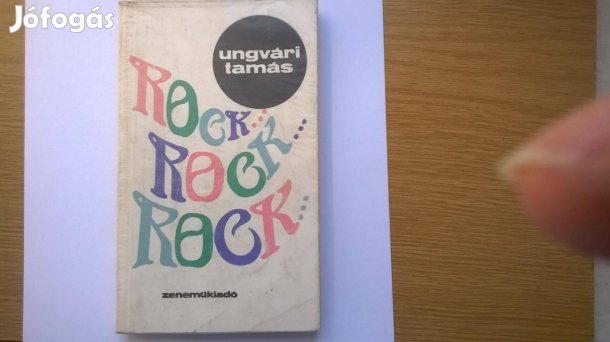 Jófogás
ungvári
tamás
ROCK...
ROCK...
ROCK...
zeneműkiadó